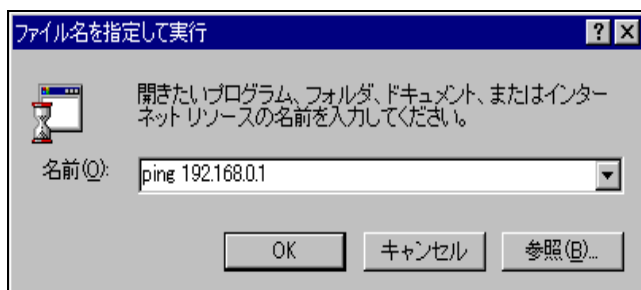 ファイル名を指定して実行
開きたいプログラム、フォルダ、ドキュメント、またはインター
ネット リソースの名前を入力してください。
名前(O):
ping 192.168.0.1
OK
キャンセル
参照(B)...